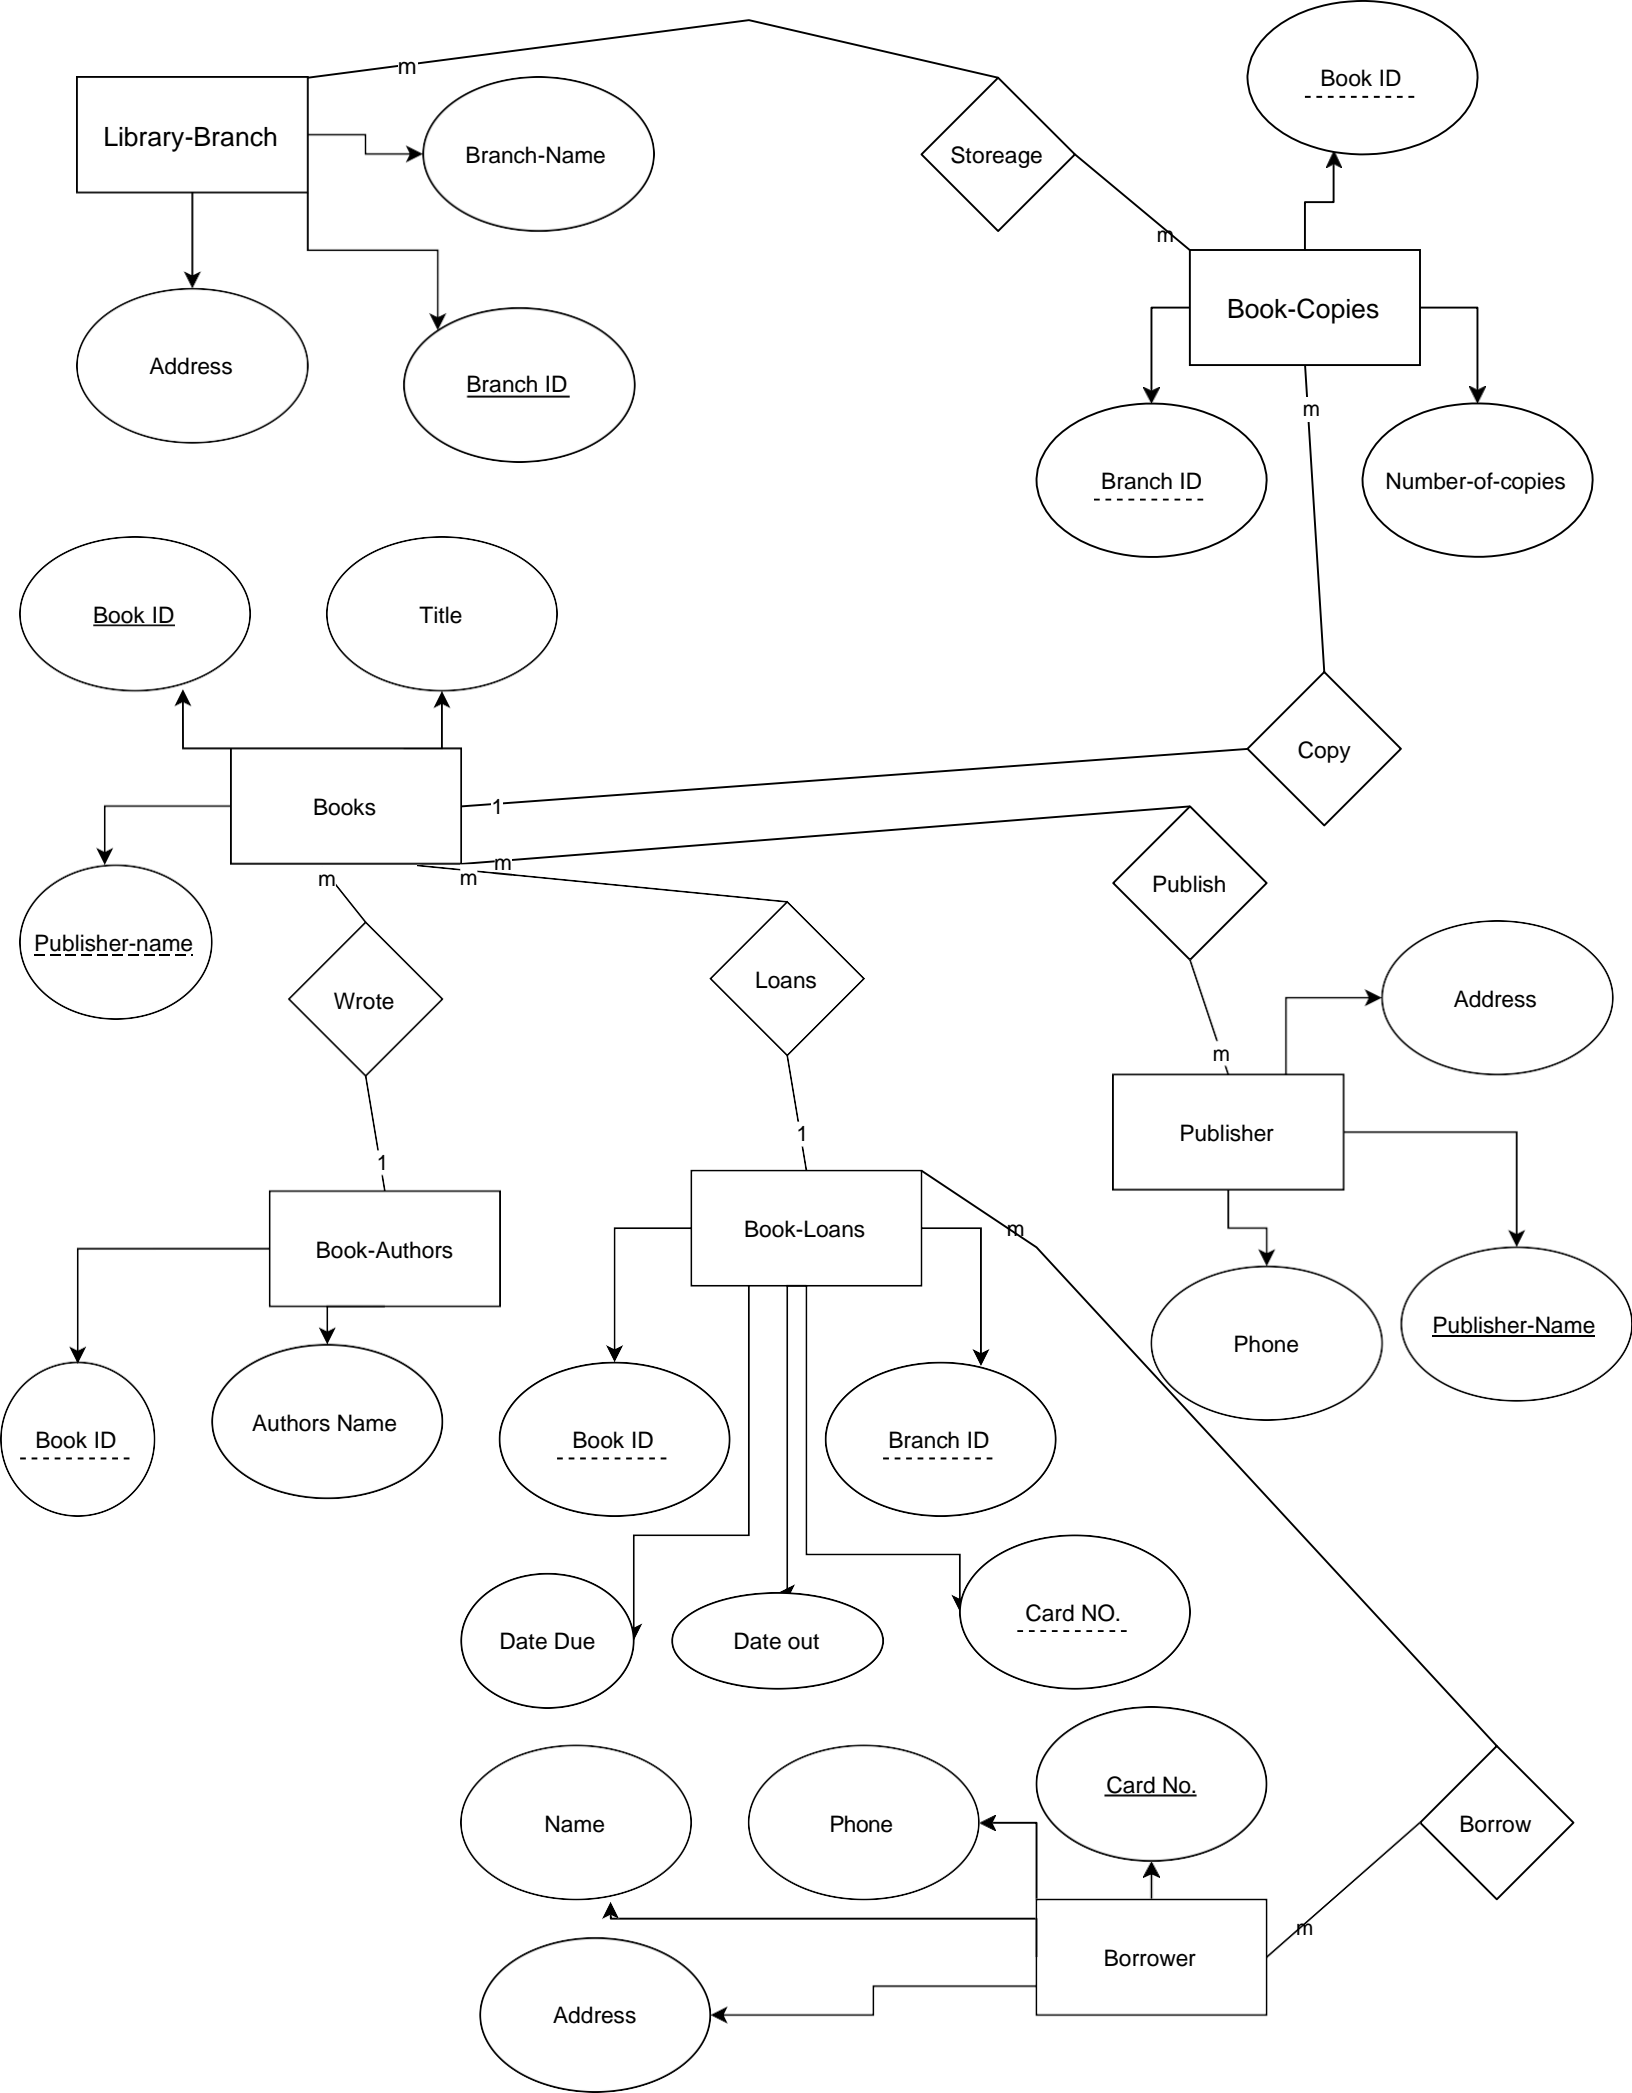 m
Book ID
Library-Branch
Branch-Name
Storeage
m
Book-Copies
Address
Branch ID
m
Branch ID
Number-of-copies
Book ID
Title
Copy
Books
1
m
m
m
Publish
Publisher-name
Wrote
Loans
Address
m
1
1
Publisher
Book-Authors
Book-Loans
m
Phone
Publisher-Name
Authors Name
Book ID
Book ID
Branch ID
Card NO.
Date Due
Date out
Card No.
Name
Phone
Borrow
m
Borrower
Address